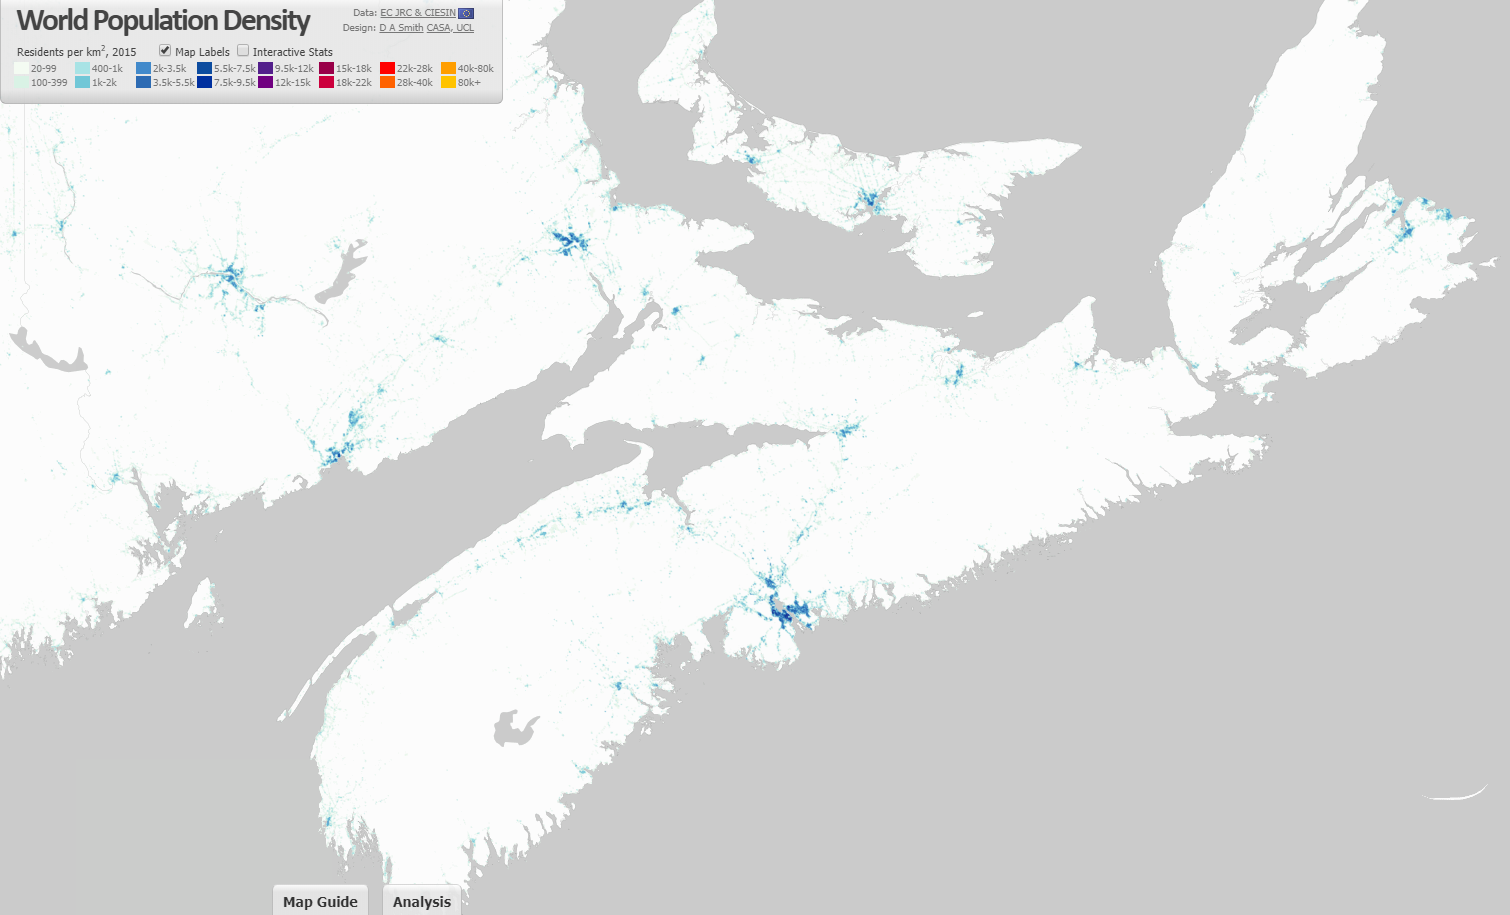 World Population Density
Data: EC JRC & CIESIN
Design: D A Smith CASA, UCL
Residents per km², 2015 Map Labels Interactive Stats
20-99 400-1k 2k-3.5k 5.5k-7.5k 9.5k-12k 15k-18k 22k-28k 40k-80k
100-399 1k-2k 3.5k-5.5k 7.5k-9.5k 12k-15k 18k-22k 28k-40k 80k+
Map Guide Analysis